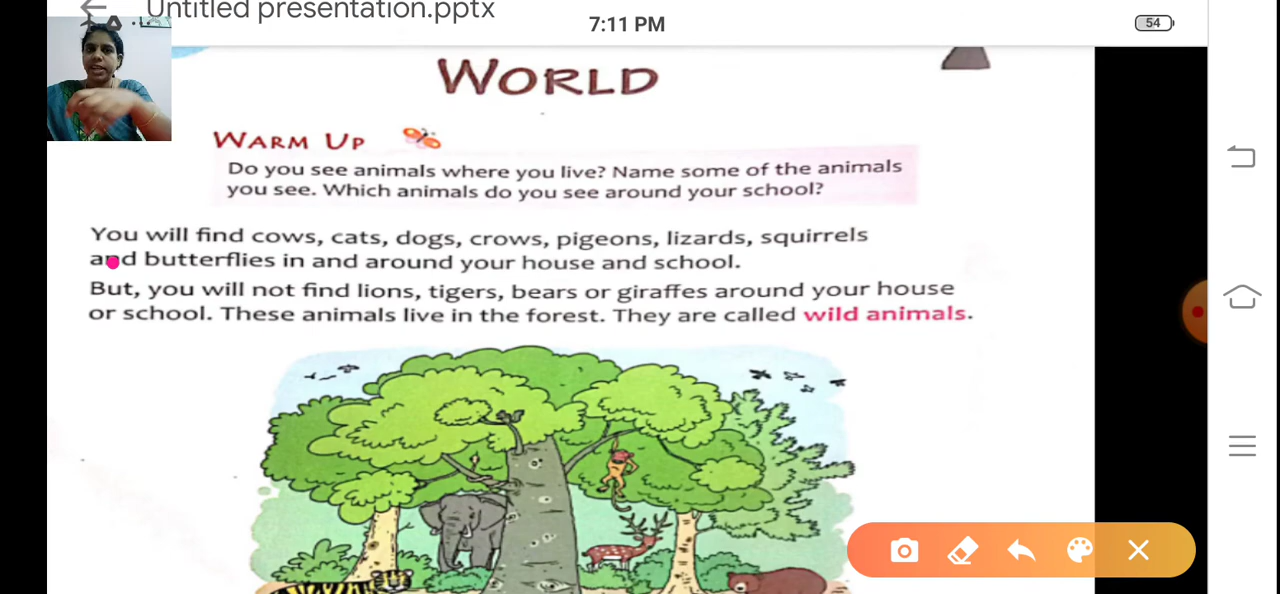 Untitled presentation.pptx
7:11 PM
54
WORLD
WARM UP
Do you see animals where you live? Name some of the animals
you see. Which animals do you see around your school?
You will find cows, cats, dogs, crows, pigeons, lizards, squirrels
and butterflies in and around your house and school.
But, you will not find lions, tigers, bears or giraffes around your house
or school. These animals live in the forest. They are called wild animals.